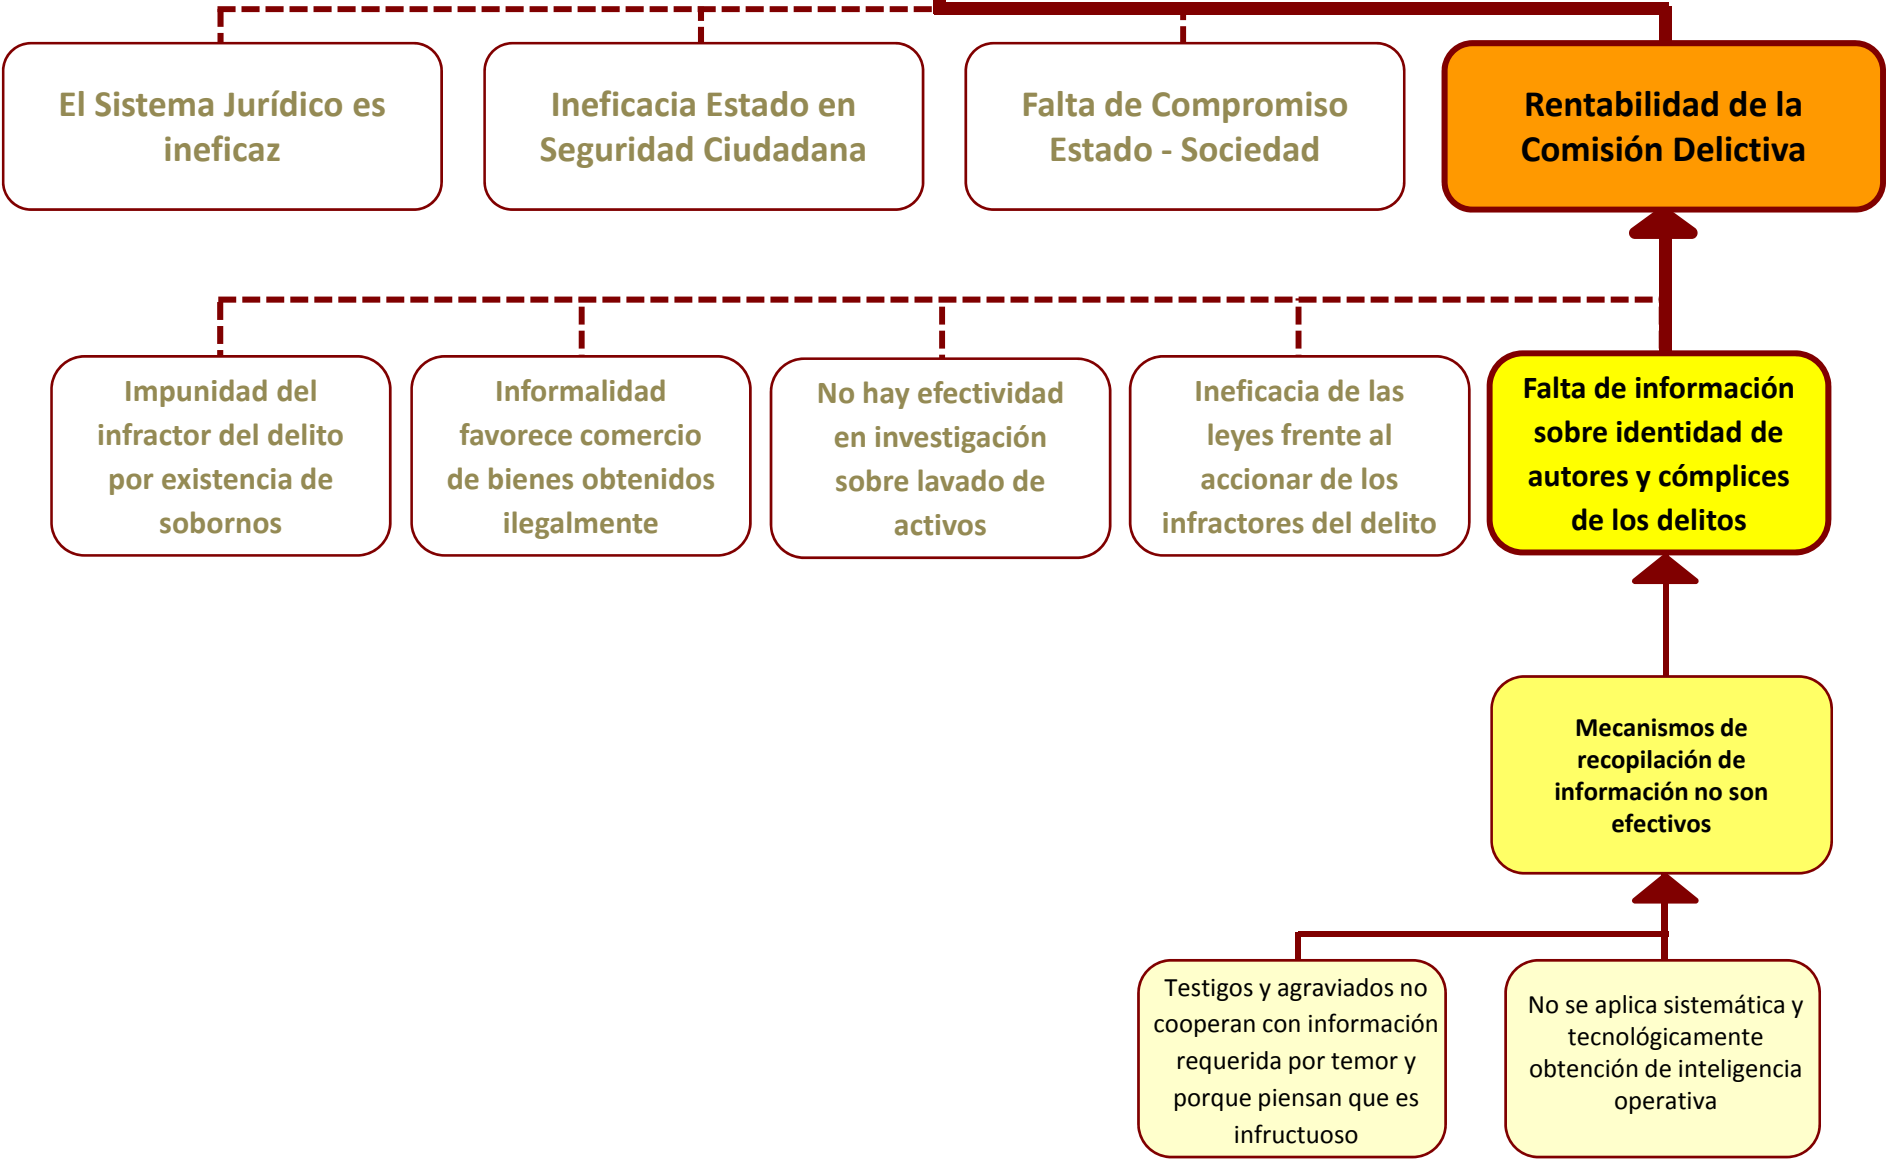 El Sistema Jurídico es
ineficaz
Ineficacia Estado en
Seguridad Ciudadana
Falta de Compromiso
Estado - Sociedad
Rentabilidad de la
Comisión Delictiva
Impunidad del
infractor del delito
por existencia de
sobornos
Informalidad
favorece comercio
de bienes obtenidos
ilegalmente
No hay efectividad
en investigación
sobre lavado de
activos
Ineficacia de las
leyes frente al
accionar de los
infractores del delito
Falta de información
sobre identidad de
autores y cómplices
de los delitos
Mecanismos de
recopilación de
información no son
efectivos
Testigos y agraviados no
cooperan con información
requerida por temor y
porque piensan que es
infructuoso
No se aplica sistemática y
tecnológicamente
obtención de inteligencia
operativa